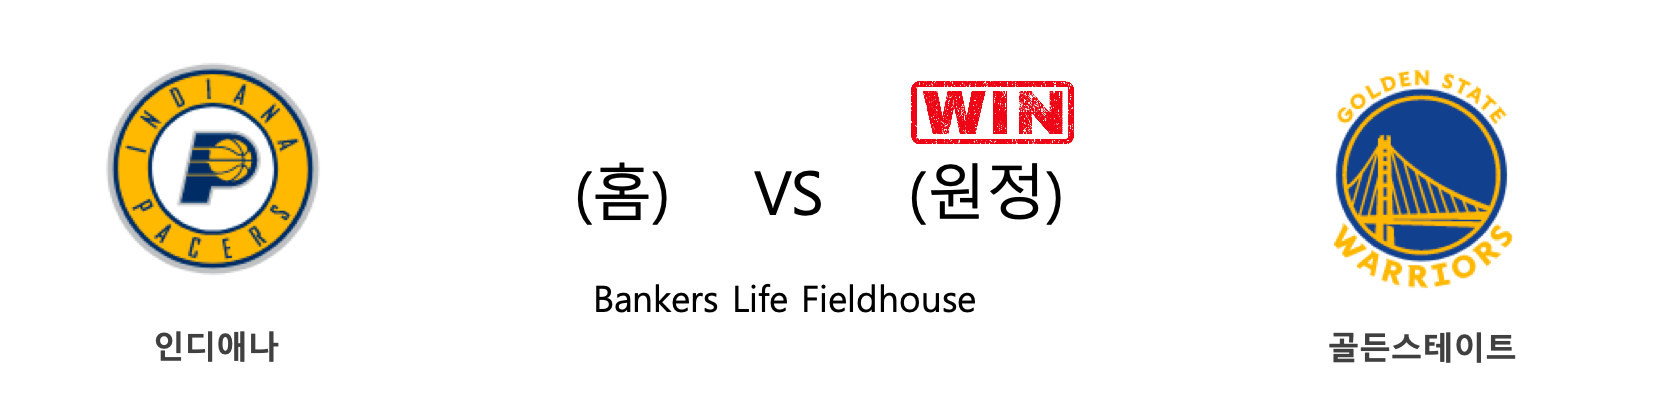 INDIANA
PACERS
인디애나
WIN
(홈) VS (원정)
Bankers Life Fieldhouse
GOLDEN STATE
WARRIORS
골든스테이트